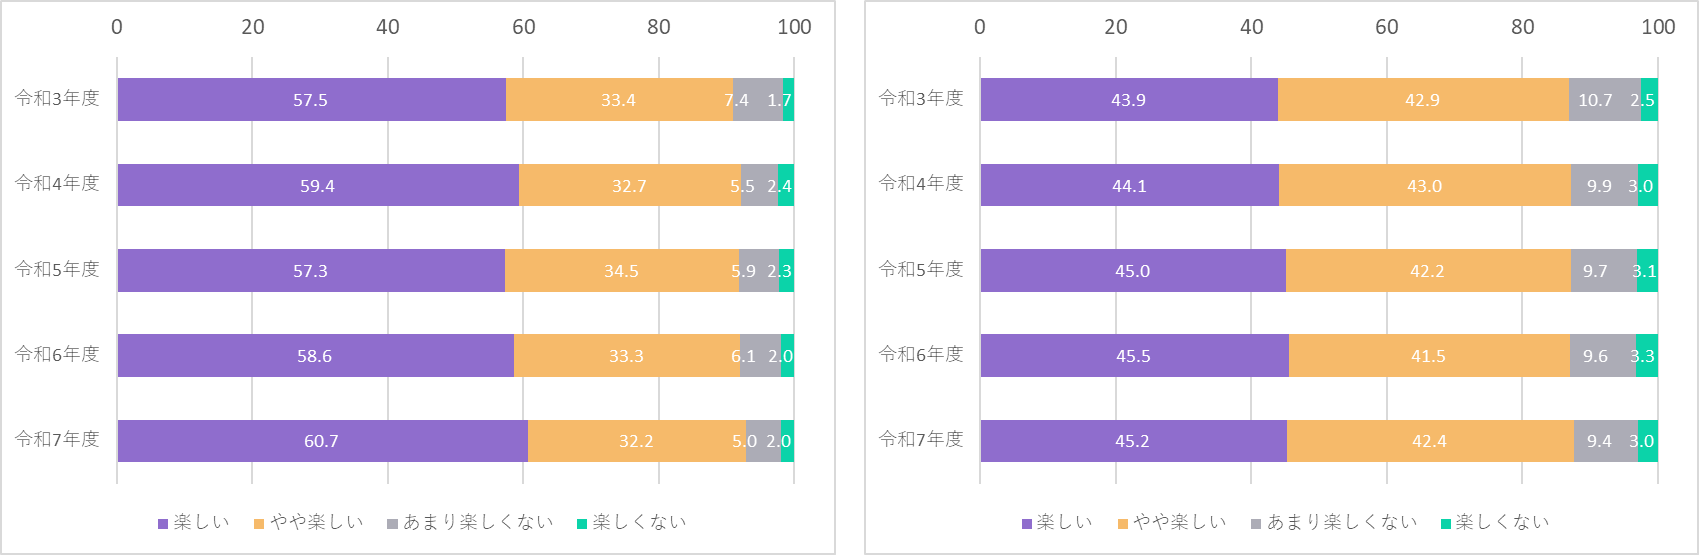 0 20 40 60 80 100
令和3年度 57.5 33.4 7.4 1.7
令和4年度 59.4 32.7 5.5 2.4
令和5年度 57.3 34.5 5.9 2.3
令和6年度 58.6 33.3 6.1 2.0
令和7年度 60.7 32.2 5.0 2.0
楽しい やや楽しい あまり楽しくない 楽しくない
0 20 40 60 80 100
令和3年度 43.9 42.9 10.7 2.5
令和4年度 44.1 43.0 9.9 3.0
令和5年度 45.0 42.2 9.7 3.1
令和6年度 45.5 41.5 9.6 3.3
令和7年度 45.2 42.4 9.4 3.0
楽しい やや楽しい あまり楽しくない 楽しくない